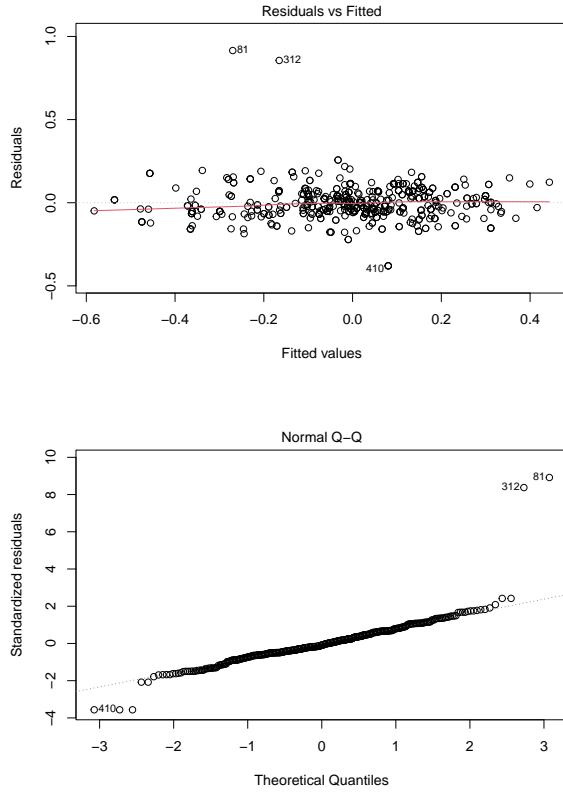 Residuals vs Fitted
1.0
81
312
0.5
Residuals
0.0
410
−0.5
−0.6 −0.4 −0.2 0.0 0.2 0.4
Fitted values
Normal Q−Q
10
81
312
8
6
Standardized residuals
4
2
0
−2
410
−4
−3 −2 −1 0 1 2 3
Theoretical Quantiles